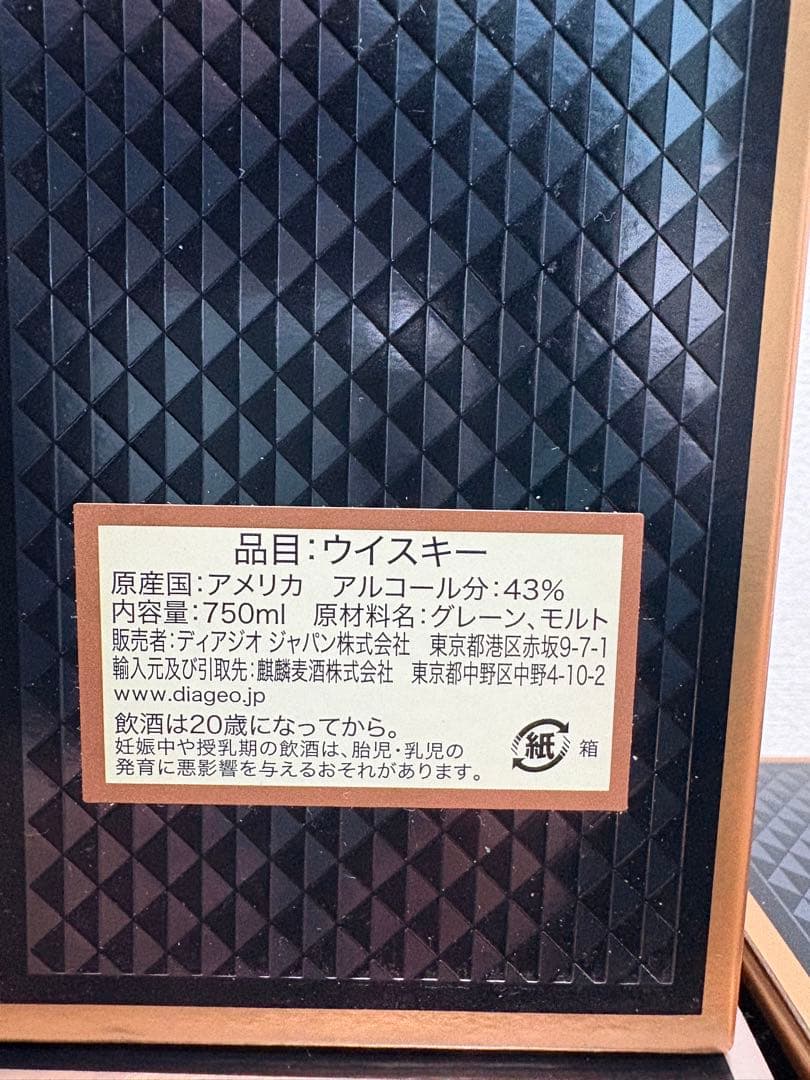 品目:ウイスキー
原産国:アメリカ　アルコール分:43%
内容量:750ml　原材料名:グレーン、モルト
販売者:ディアジオ ジャパン株式会社　東京都港区赤坂9-7-1
輸入元及び引取先:麒麟麦酒株式会社　東京都中野区中野4-10-2
www.diageo.jp
飲酒は20歳になってから。
妊娠中や授乳期の飲酒は、胎児・乳児の
発育に悪影響を与えるおそれがあります。
紙 箱